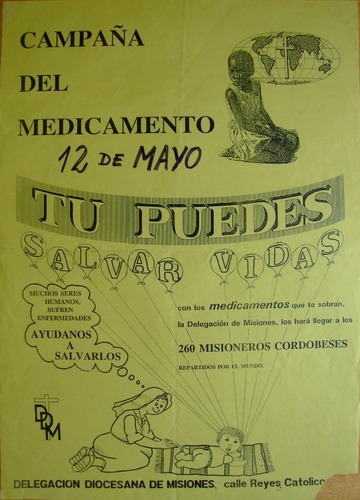 CAMPAÑA
DEL
MEDICAMENTO
12 DE MAYO
TU PUEDES
SALVAR VIDAS
MUCHOS SERES
HUMANOS,
SUFREN
ENFERMEDADES
AYUDANOS
A
SALVARLOS
con los medicamentos que te sobran,
la Delegación de Misiones, los hará llegar a los
260 MISIONEROS CORDOBESES
REPARTIDOS POR EL MUNDO.
DDM
DELEGACION DIOCESANA DE MISIONES, calle Reyes Catolico